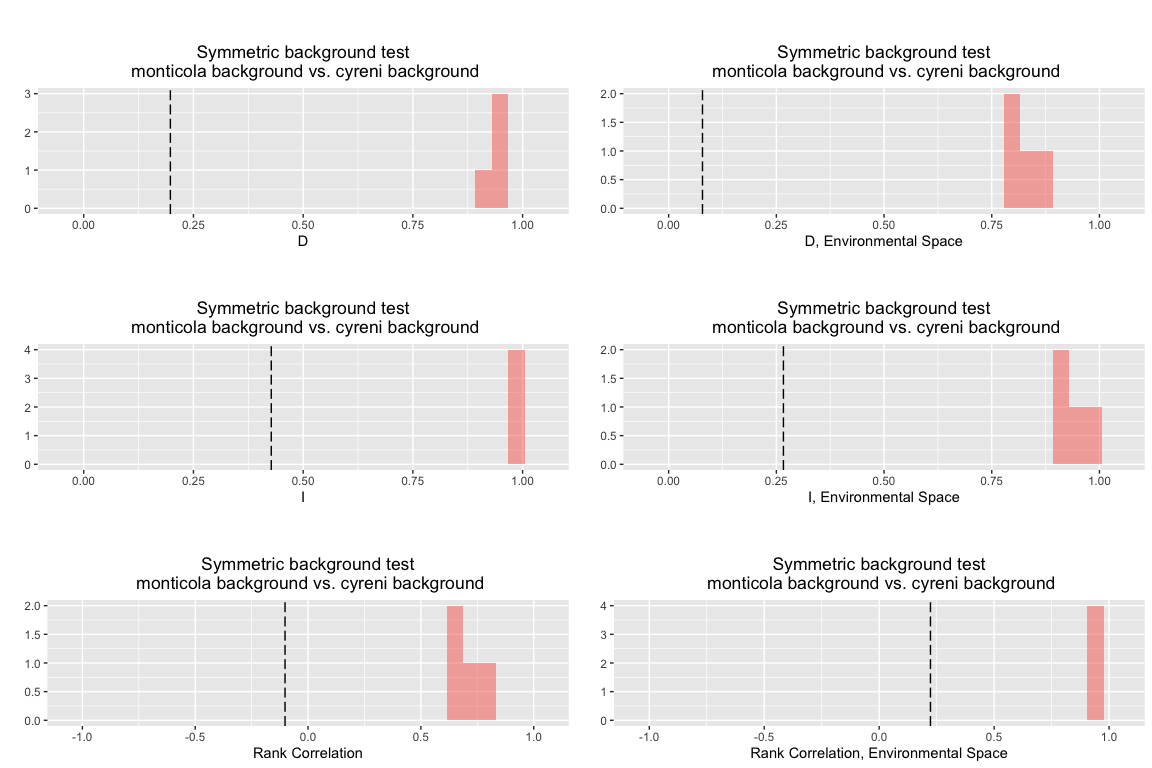 Symmetric background test
monticola background vs. cyreni background
3
2
1
0
0.00 0.25 0.50 0.75 1.00
D
Symmetric background test
monticola background vs. cyreni background
2.0
1.5
1.0
0.5
0.0
0.00 0.25 0.50 0.75 1.00
D, Environmental Space
Symmetric background test
monticola background vs. cyreni background
4
3
2
1
0
0.00 0.25 0.50 0.75 1.00
I
Symmetric background test
monticola background vs. cyreni background
2.0
1.5
1.0
0.5
0.0
0.00 0.25 0.50 0.75 1.00
I, Environmental Space
Symmetric background test
monticola background vs. cyreni background
2.0
1.5
1.0
0.5
0.0
-1.0 -0.5 0.0 0.5 1.0
Rank Correlation
Symmetric background test
monticola background vs. cyreni background
4
3
2
1
0
-1.0 -0.5 0.0 0.5 1.0
Rank Correlation, Environmental Space